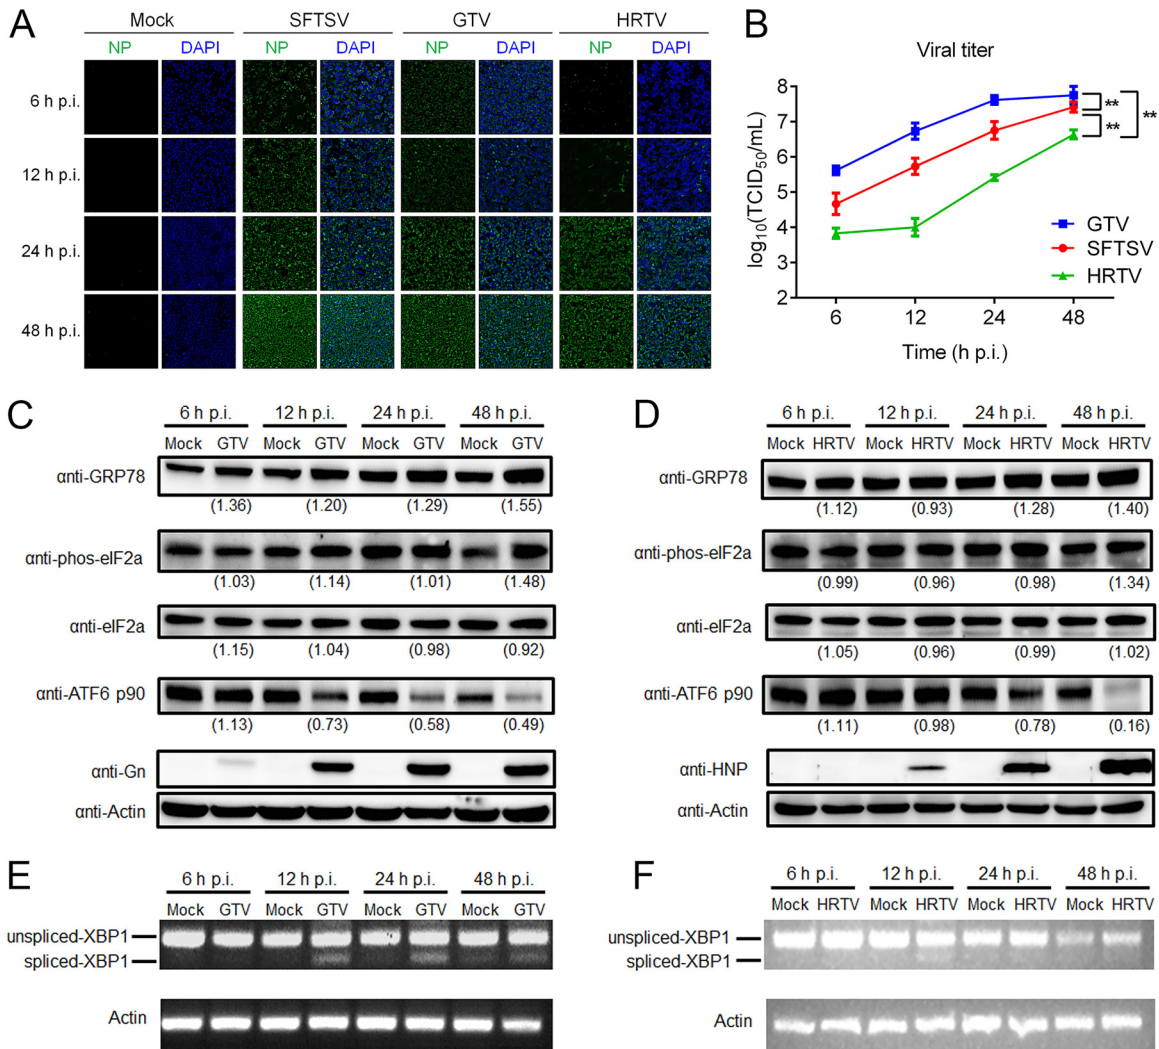 A
Mock SFTSV GTV HRTV
NP DAPI NP DAPI NP DAPI NP DAPI
6 h p.i.
12 h p.i.
24 h p.i.
48 h p.i.
B
Viral titer
log10(TCID50/mL)
8
7
6
5
4
3
2
6 12 24 48
Time (h p.i.)
GTV
SFTSV
HRTV
**
**
**
C
6 h p.i. 12 h p.i. 24 h p.i. 48 h p.i.
Mock GTV Mock GTV Mock GTV Mock GTV
αnti-GRP78
(1.36) (1.20) (1.29) (1.55)
αnti-phos-eIF2a
(1.03) (1.14) (1.01) (1.48)
αnti-eIF2a
(1.15) (1.04) (0.98) (0.92)
αnti-ATF6 p90
(1.13) (0.73) (0.58) (0.49)
αnti-Gn
αnti-Actin
D
6 h p.i. 12 h p.i. 24 h p.i. 48 h p.i.
Mock HRTV Mock HRTV Mock HRTV Mock HRTV
αnti-GRP78
(1.12) (0.93) (1.28) (1.40)
αnti-phos-eIF2a
(0.99) (0.96) (0.98) (1.34)
αnti-eIF2a
(1.05) (0.96) (0.99) (1.02)
αnti-ATF6 p90
(1.11) (0.98) (0.78) (0.16)
αnti-HNP
αnti-Actin
E
6 h p.i. 12 h p.i. 24 h p.i. 48 h p.i.
Mock GTV Mock GTV Mock GTV Mock GTV
unspliced-XBP1
spliced-XBP1
Actin
F
6 h p.i. 12 h p.i. 24 h p.i. 48 h p.i.
Mock HRTV Mock HRTV Mock HRTV Mock HRTV
unspliced-XBP1
spliced-XBP1
Actin